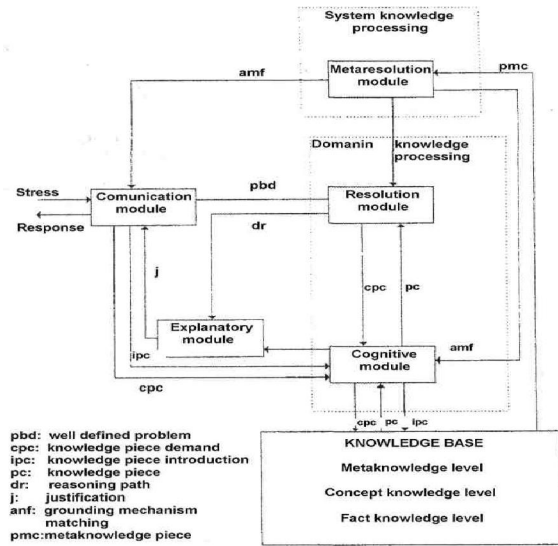 System knowledge
processing
Metaresolution
module
amf
pmc
Domanin knowledge
processing
Stress
Response
Comunication
module
pbd
Resolution
module
dr
j
cpc
pc
Explanatory
module
ipc
cpc
Cognitive
module
amf
cpc pc ipc
pbd: well defined problem
cpc: knowledge piece demand
ipc: knowledge piece introduction
pc: knowledge piece
dr: reasoning path
j: justification
anf: grounding mechanism
matching
pmc:metaknowledge piece
KNOWLEDGE BASE
Metaknowledge level
Concept knowledge level
Fact knowledge level